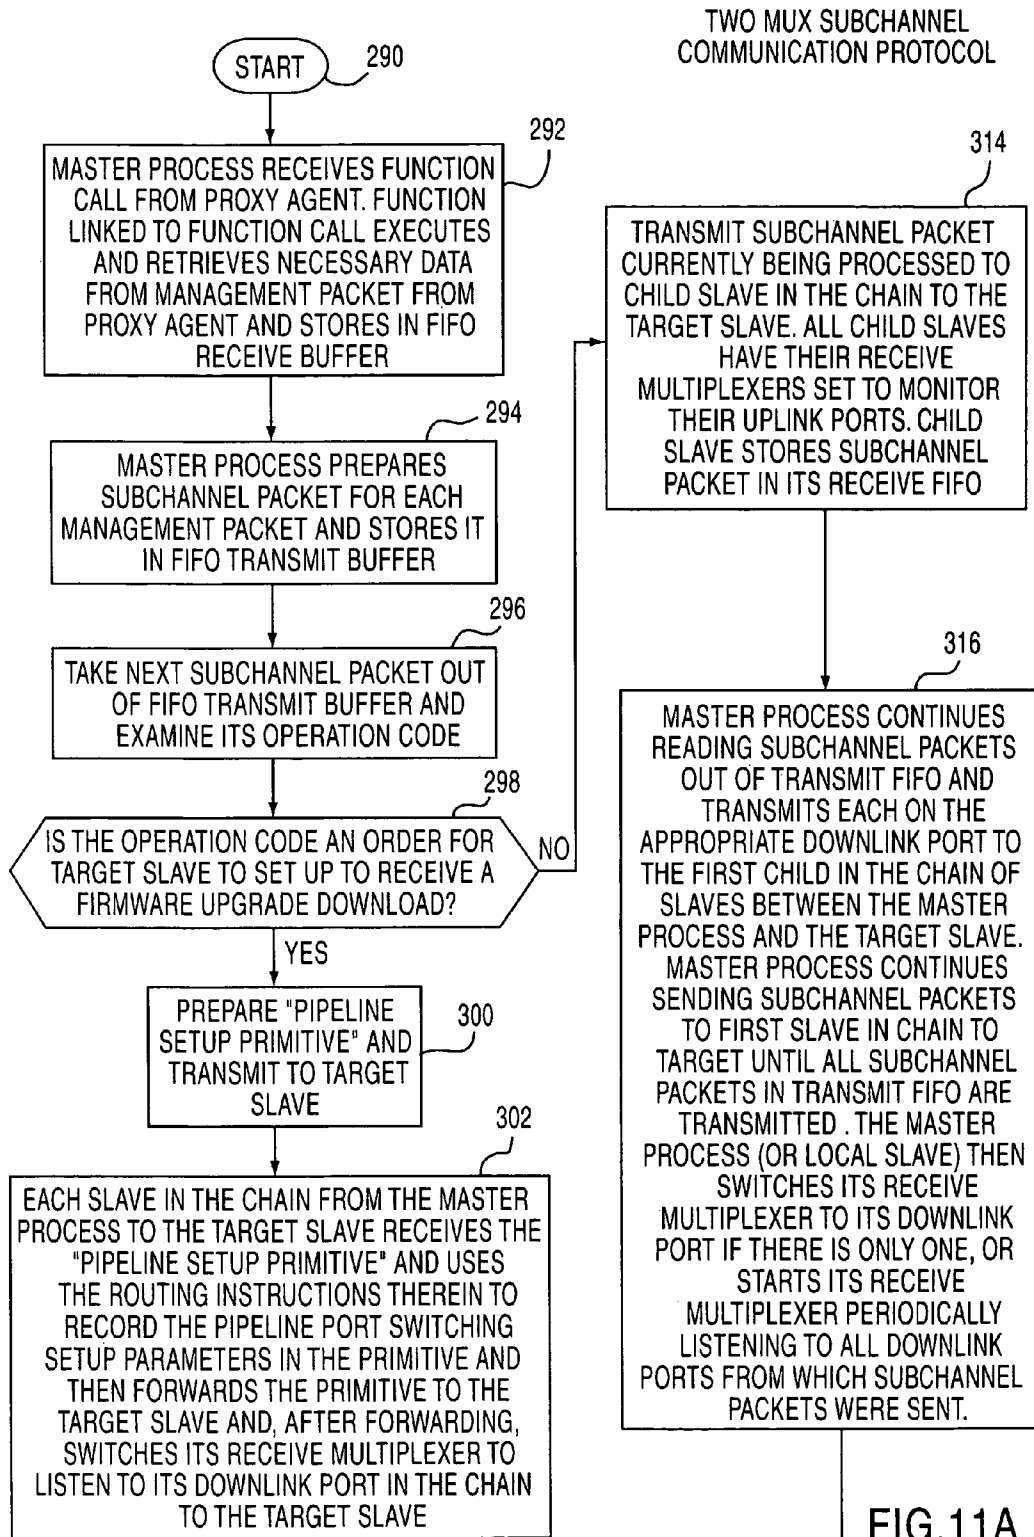 TWO MUX SUBCHANNEL
COMMUNICATION PROTOCOL
START
290
292
MASTER PROCESS RECEIVES FUNCTION
CALL FROM PROXY AGENT. FUNCTION
LINKED TO FUNCTION CALL EXECUTES
AND RETRIEVES NECESSARY DATA
FROM MANAGEMENT PACKET FROM
PROXY AGENT AND STORES IN FIFO
RECEIVE BUFFER
294
MASTER PROCESS PREPARES
SUBCHANNEL PACKET FOR EACH
MANAGEMENT PACKET AND STORES IT
IN FIFO TRANSMIT BUFFER
296
TAKE NEXT SUBCHANNEL PACKET OUT
OF FIFO TRANSMIT BUFFER AND
EXAMINE ITS OPERATION CODE
298
IS THE OPERATION CODE AN ORDER FOR
TARGET SLAVE TO SET UP TO RECEIVE A
FIRMWARE UPGRADE DOWNLOAD?
NO
YES
300
PREPARE "PIPELINE
SETUP PRIMITIVE" AND
TRANSMIT TO TARGET
SLAVE
302
EACH SLAVE IN THE CHAIN FROM THE MASTER
PROCESS TO THE TARGET SLAVE RECEIVES THE
"PIPELINE SETUP PRIMITIVE" AND USES
THE ROUTING INSTRUCTIONS THEREIN TO
RECORD THE PIPELINE PORT SWITCHING
SETUP PARAMETERS IN THE PRIMITIVE AND
THEN FORWARDS THE PRIMITIVE TO THE
TARGET SLAVE AND, AFTER FORWARDING,
SWITCHES ITS RECEIVE MULTIPLEXER TO
LISTEN TO ITS DOWNLINK PORT IN THE CHAIN
TO THE TARGET SLAVE
314
TRANSMIT SUBCHANNEL PACKET
CURRENTLY BEING PROCESSED TO
CHILD SLAVE IN THE CHAIN TO THE
TARGET SLAVE. ALL CHILD SLAVES
HAVE THEIR RECEIVE
MULTIPLEXERS SET TO MONITOR
THEIR UPLINK PORTS. CHILD
SLAVE STORES SUBCHANNEL
PACKET IN ITS RECEIVE FIFO
316
MASTER PROCESS CONTINUES
READING SUBCHANNEL PACKETS
OUT OF TRANSMIT FIFO AND
TRANSMITS EACH ON THE
APPROPRIATE DOWNLINK PORT TO
THE FIRST CHILD IN THE CHAIN OF
SLAVES BETWEEN THE MASTER
PROCESS AND THE TARGET SLAVE.
MASTER PROCESS CONTINUES
SENDING SUBCHANNEL PACKETS
TO FIRST SLAVE IN CHAIN TO
TARGET UNTIL ALL SUBCHANNEL
PACKETS IN TRANSMIT FIFO ARE
TRANSMITTED . THE MASTER
PROCESS (OR LOCAL SLAVE) THEN
SWITCHES ITS RECEIVE
MULTIPLEXER TO ITS DOWNLINK
PORT IF THERE IS ONLY ONE, OR
STARTS ITS RECEIVE
MULTIPLEXER PERIODICALLY
LISTENING TO ALL DOWNLINK
PORTS FROM WHICH SUBCHANNEL
PACKETS WERE SENT.
FIG.11A